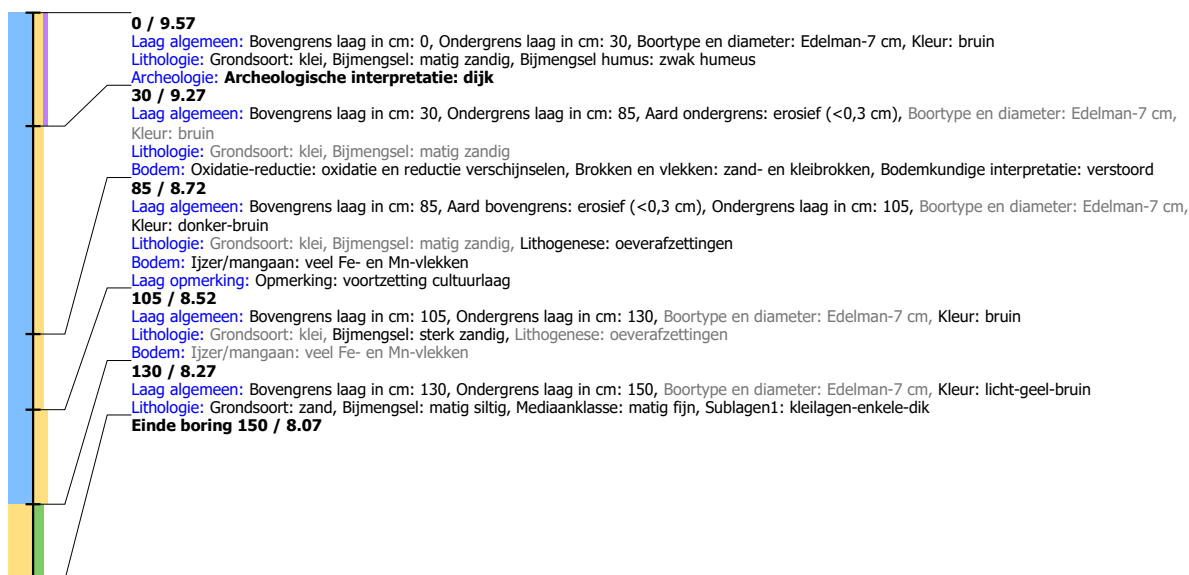 0 / 9.57
Laag algemeen: Bovengrens laag in cm: 0, Ondergrens laag in cm: 30, Boortype en diameter: Edelman-7 cm, Kleur: bruin
Lithologie: Grondsoort: klei, Bijmengsel: matig zandig, Bijmengsel humus: zwak humeus
Archeologie: Archeologische interpretatie: dijk
30 / 9.27
Laag algemeen: Bovengrens laag in cm: 30, Ondergrens laag in cm: 85, Aard ondergrens: erosief (<0,3 cm), Boortype en diameter: Edelman-7 cm,
Kleur: bruin
Lithologie: Grondsoort: klei, Bijmengsel: matig zandig
Bodem: Oxidatie-reductie: oxidatie en reductie verschijnselen, Brokken en vlekken: zand- en kleibrokken, Bodemkundige interpretatie: verstoord
85 / 8.72
Laag algemeen: Bovengrens laag in cm: 85, Aard bovengrens: erosief (<0,3 cm), Ondergrens laag in cm: 105, Boortype en diameter: Edelman-7 cm,
Kleur: donker-bruin
Lithologie: Grondsoort: klei, Bijmengsel: matig zandig, Lithogenese: oeverafzettingen
Bodem: Ijzer/mangaan: veel Fe- en Mn-vlekken
Laag opmerking: Opmerking: voortzetting cultuurlaag
105 / 8.52
Laag algemeen: Bovengrens laag in cm: 105, Ondergrens laag in cm: 130, Boortype en diameter: Edelman-7 cm, Kleur: bruin
Lithologie: Grondsoort: klei, Bijmengsel: sterk zandig, Lithogenese: oeverafzettingen
Bodem: Ijzer/mangaan: veel Fe- en Mn-vlekken
130 / 8.27
Laag algemeen: Bovengrens laag in cm: 130, Ondergrens laag in cm: 150, Boortype en diameter: Edelman-7 cm, Kleur: licht-geel-bruin
Lithologie: Grondsoort: zand, Bijmengsel: matig siltig, Mediaanklasse: matig fijn, Sublagen1: kleilagen-enkele-dik
Einde boring 150 / 8.07